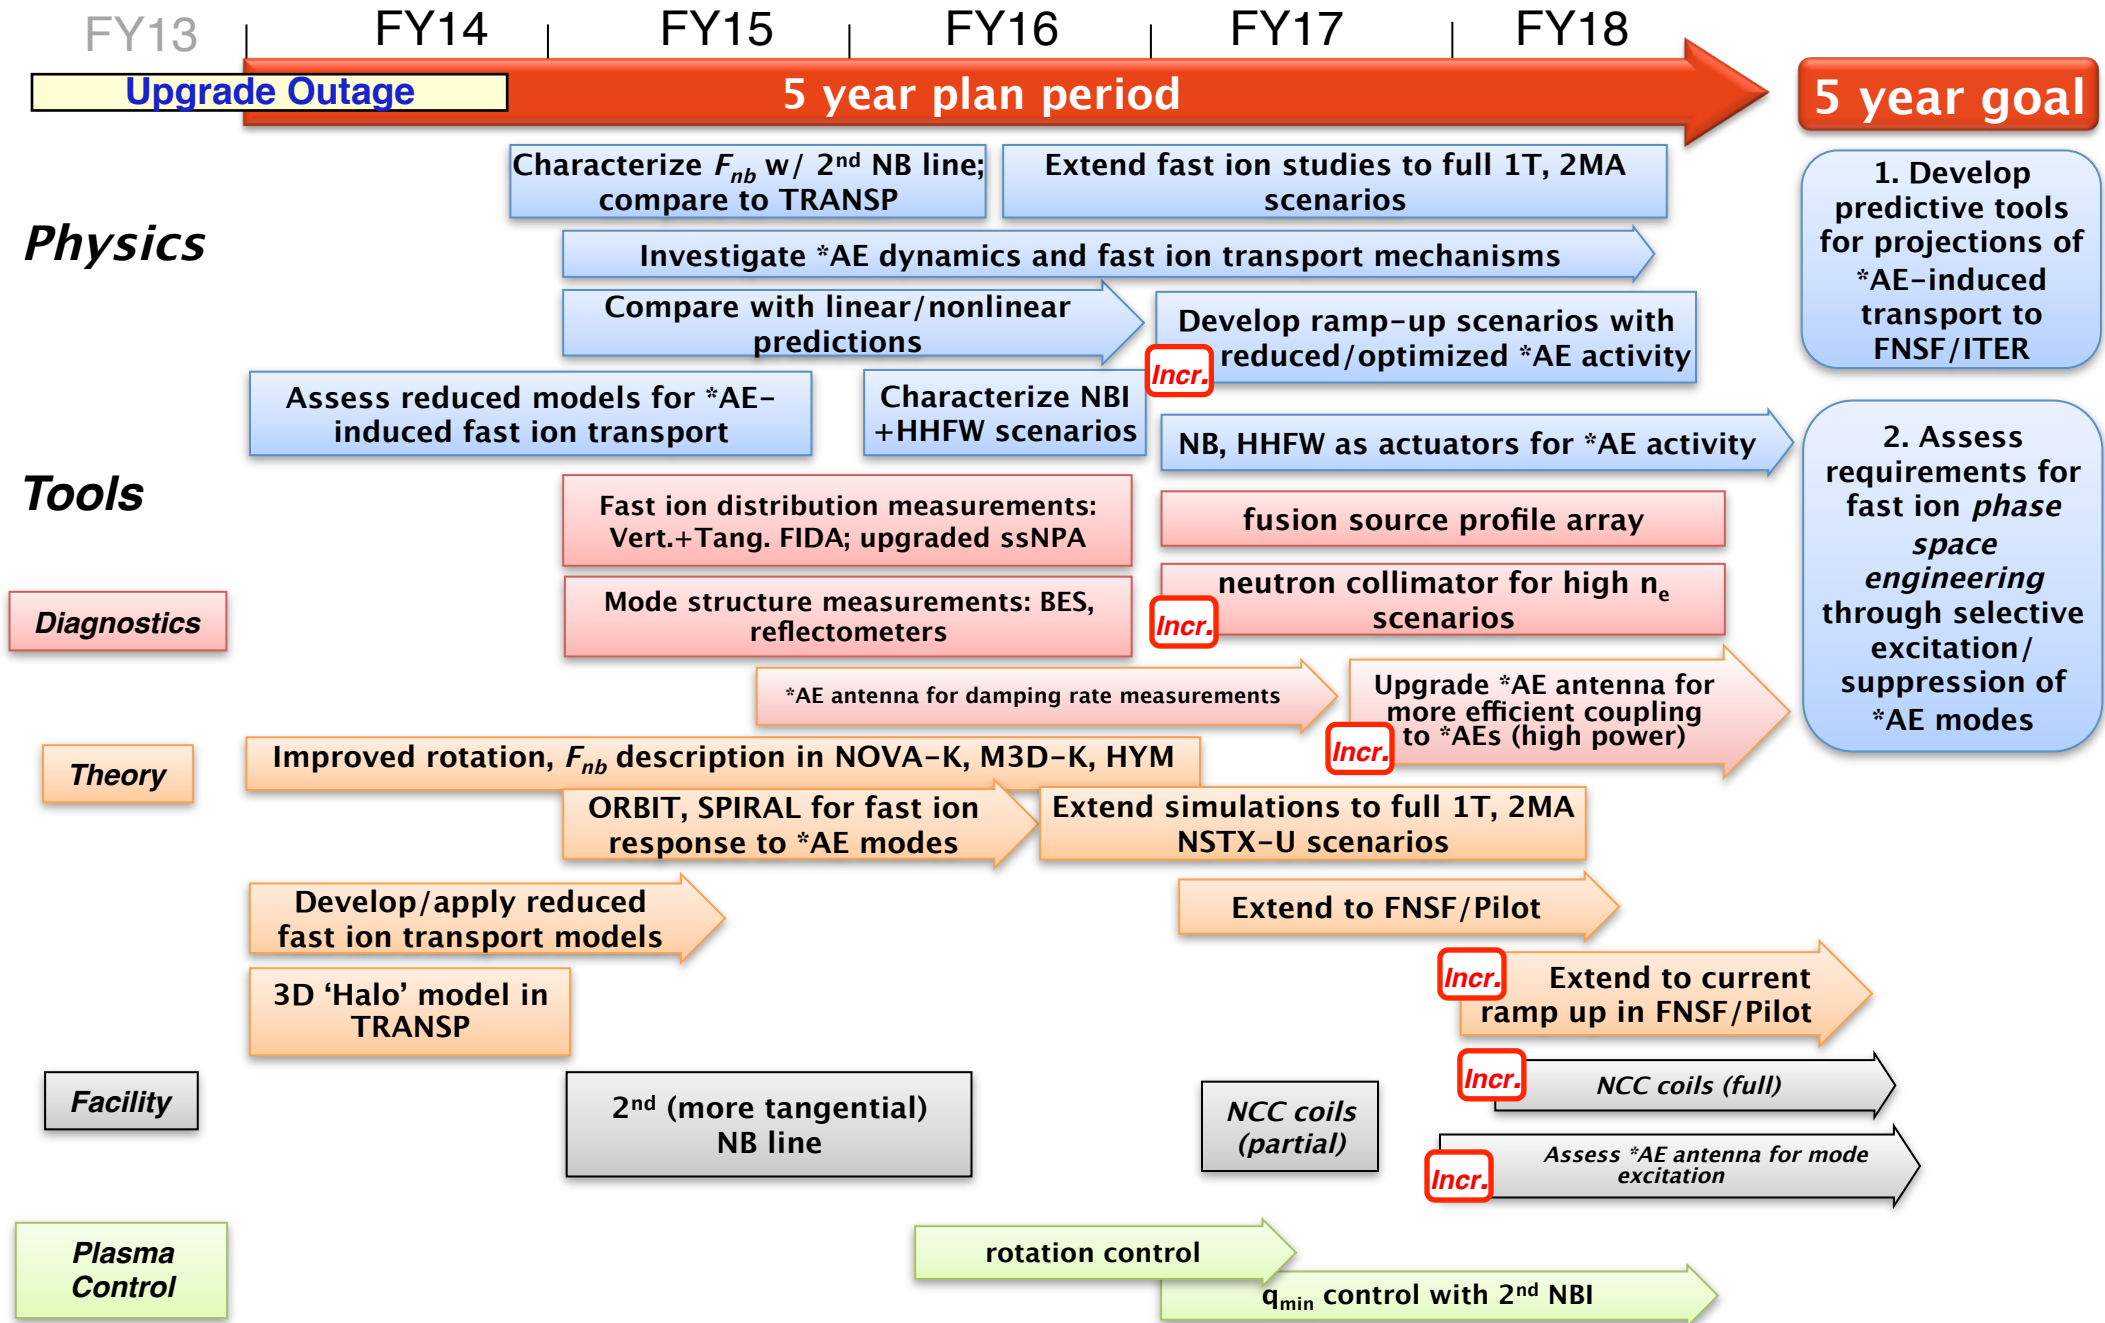 FY13
FY14
FY15
FY16
FY17
FY18
Upgrade Outage
5 year plan period
5 year goal
Physics
Characterize Fnb w/ 2nd NB line;
compare to TRANSP
Extend fast ion studies to full 1T, 2MA
scenarios
Investigate *AE dynamics and fast ion transport mechanisms
Compare with linear/nonlinear
predictions
Develop ramp-up scenarios with
reduced/optimized *AE activity
Incr.
Assess reduced models for *AE-
induced fast ion transport
Characterize NBI
+HHFW scenarios
NB, HHFW as actuators for *AE activity
1. Develop
predictive tools
for projections of
*AE-induced
transport to
FNSF/ITER
2. Assess
requirements for
fast ion phase
space
engineering
through selective
excitation/
suppression of
*AE modes
Tools
Diagnostics
Fast ion distribution measurements:
Vert.+Tang. FIDA; upgraded ssNPA
fusion source profile array
Mode structure measurements: BES,
reflectometers
neutron collimator for high ne
scenarios
Incr.
*AE antenna for damping rate measurements
Upgrade *AE antenna for
more efficient coupling
to *AEs (high power)
Incr.
Theory
Improved rotation, Fnb description in NOVA-K, M3D-K, HYM
ORBIT, SPIRAL for fast ion
response to *AE modes
Extend simulations to full 1T, 2MA
NSTX-U scenarios
Develop/apply reduced
fast ion transport models
Extend to FNSF/Pilot
3D ‘Halo’ model in
TRANSP
Incr.
Extend to current
ramp up in FNSF/Pilot
Facility
2nd (more tangential)
NB line
NCC coils
(partial)
Incr.
NCC coils (full)
Incr.
Assess *AE antenna for mode
excitation
Plasma
Control
rotation control
qmin control with 2nd NBI